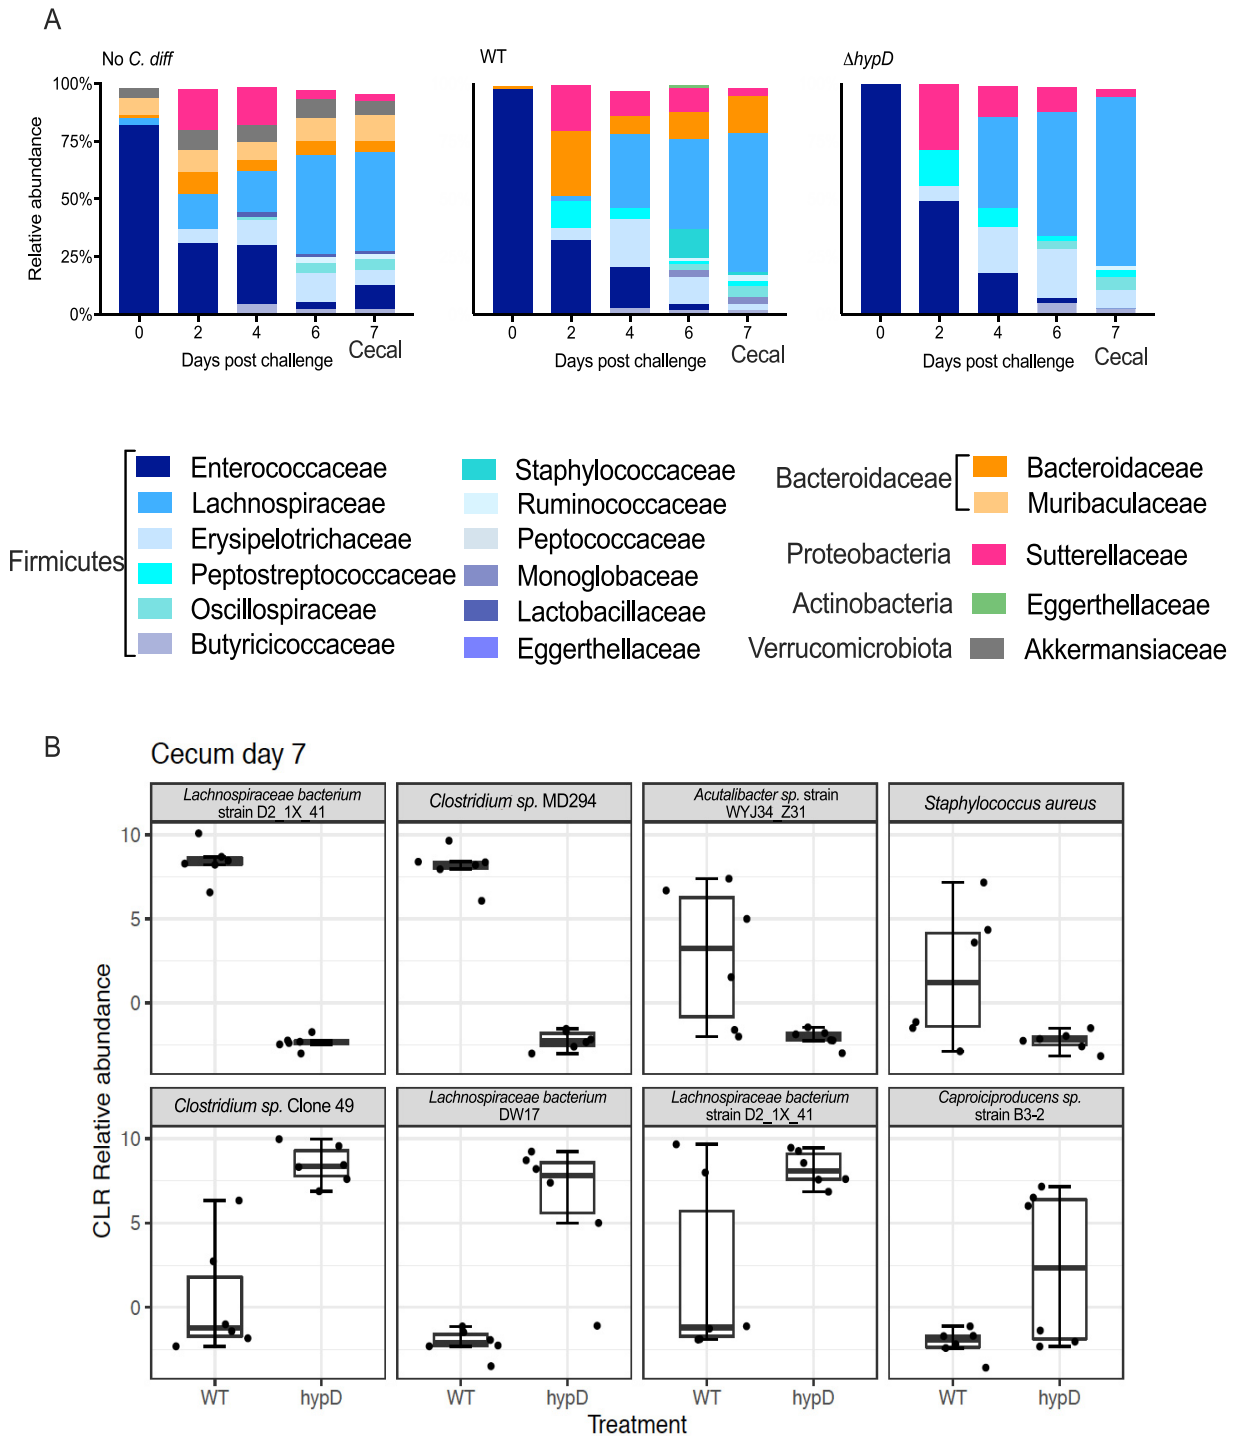 A
No C. diff
WT
ΔhypD
Relative abundance
100%
75%
50%
25%
0%
0 2 4 6 7
Cecal
Days post challenge
0 2 4 6 7
Cecal
Days post challenge
0 2 4 6 7
Cecal
Days post challenge
Firmicutes
Enterococcaceae
Lachnospiraceae
Erysipelotrichaceae
Peptostreptococcaceae
Oscillospiraceae
Butyricicoccaceae
Staphylococcaceae
Ruminococcaceae
Peptococcaceae
Monoglobaceae
Lactobacillaceae
Eggerthellaceae
Bacteroidaceae
Bacteroidaceae
Muribaculaceae
Proteobacteria
Sutterellaceae
Actinobacteria
Eggerthellaceae
Verrucomicrobiota
Akkermansiaceae
B
Cecum day 7
Lachnospiraceae bacterium
strain D2_1X_41
Clostridium sp. MD294
Acutalibacter sp. strain
WYJ34_Z31
Staphylococcus aureus
10
5
0
Clostridium sp. Clone 49
Lachnospiraceae bacterium
DW17
Lachnospiraceae bacterium
strain D2_1X_41
Caproiciproducens sp.
strain B3-2
10
5
0
CLR Relative abundance
WT hypD
WT hypD
WT hypD
WT hypD
Treatment